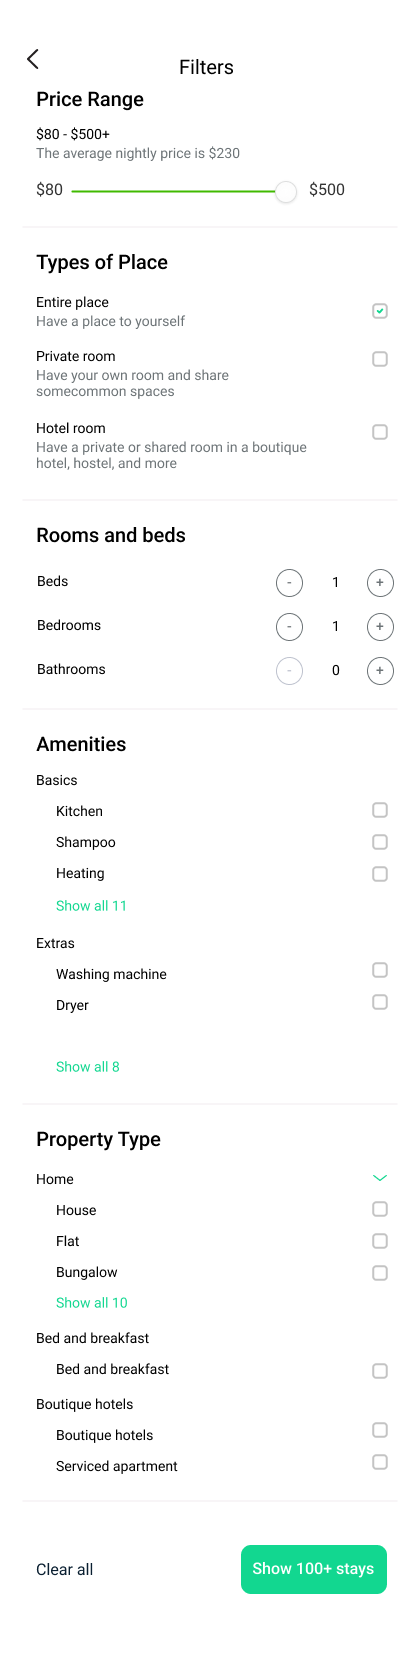 Filters
Price Range
$80 - $500+
The average nightly price is $230
$80 $500
Types of Place
Entire place
Have a place to yourself
Private room
Have your own room and share
somecommon spaces
Hotel room
Have a private or shared room in a boutique
hotel, hostel, and more
Rooms and beds
Beds - 1 +
Bedrooms - 1 +
Bathrooms - 0 +
Amenities
Basics
Kitchen
Shampoo
Heating
Show all 11
Extras
Washing machine
Dryer
Show all 8
Property Type
Home
House
Flat
Bungalow
Show all 10
Bed and breakfast
Bed and breakfast
Boutique hotels
Boutique hotels
Serviced apartment
Clear all Show 100+ stays